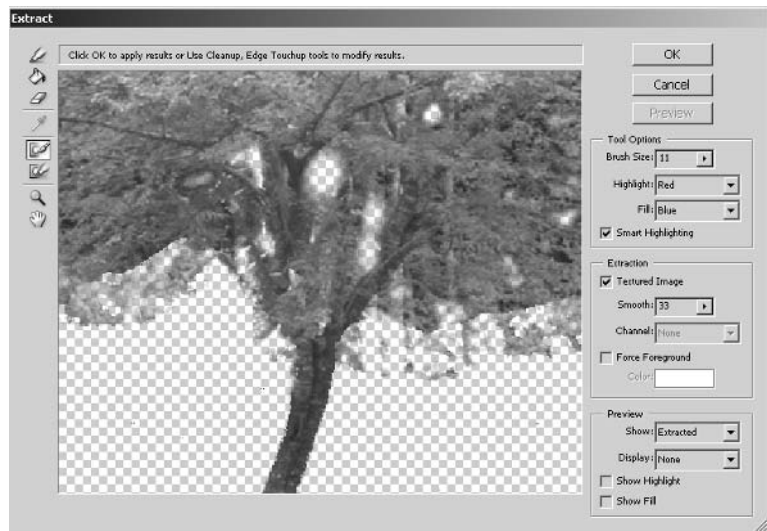 Extract
Click OK to apply results or Use Cleanup, Edge Touchup tools to modify results.
OK
Cancel
Preview
Tool Options
Brush Size: 11
Highlight: Red
Fill: Blue
Smart Highlighting
Extraction
Textured Image
Smooth: 33
Channel: None
Force Foreground
Color:
Preview
Show: Extracted
Display: None
Show Highlight
Show Fill